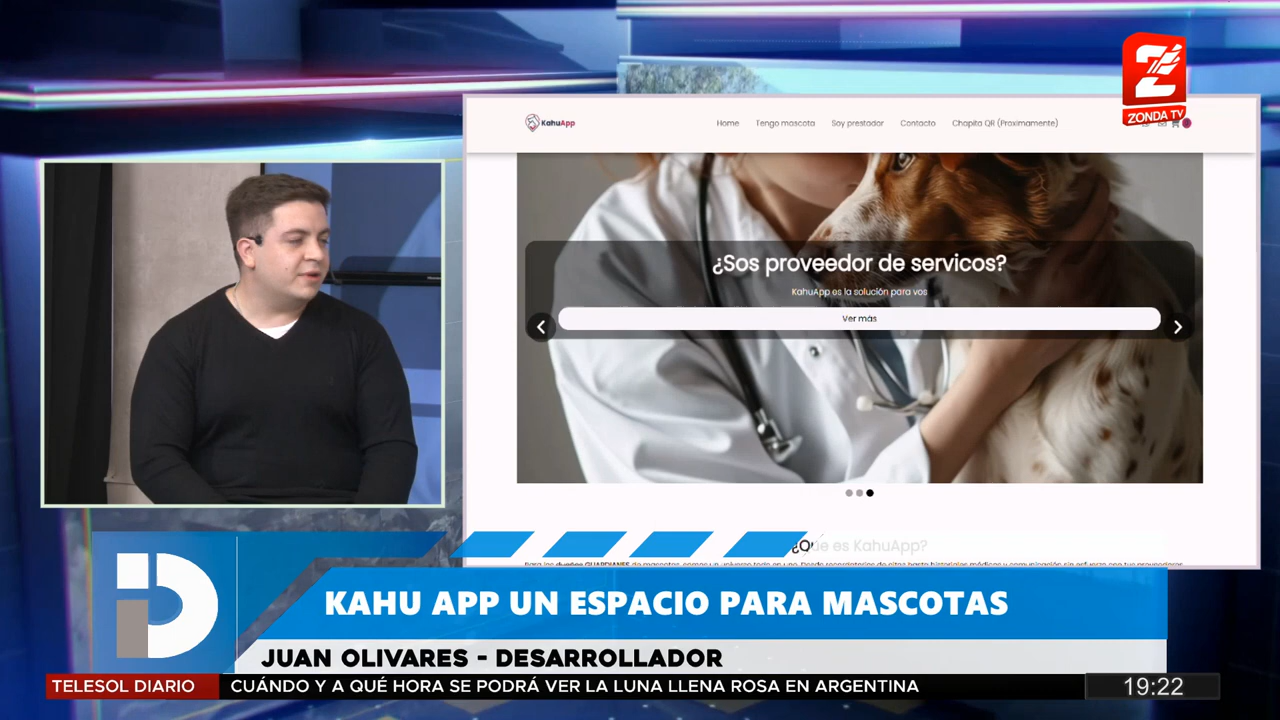 ZONDA TV
KahuApp
Home Tengo mascota Soy prestador Contacto Chapita QR (Proximamente)
¿Sos proveedor de servicos?
KahuApp es la solución para vos
Ver más
¿Que es KahuApp?
KAHU APP UN ESPACIO PARA MASCOTAS
JUAN OLIVARES - DESARROLLADOR
TELESOL DIARIO CUÁNDO Y A QUÉ HORA SE PODRÁ VER LA LUNA LLENA ROSA EN ARGENTINA 19:22